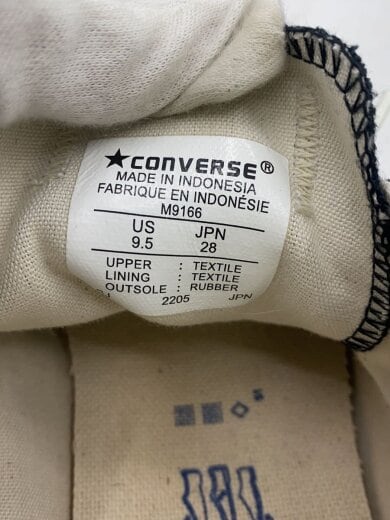 ★CONVERSE®
MADE IN INDONESIA
FABRIQUE EN INDONÉSIE
M9166
US JPN
9.5 28
UPPER : TEXTILE
LINING : TEXTILE
OUTSOLE : RUBBER
2205 JPN